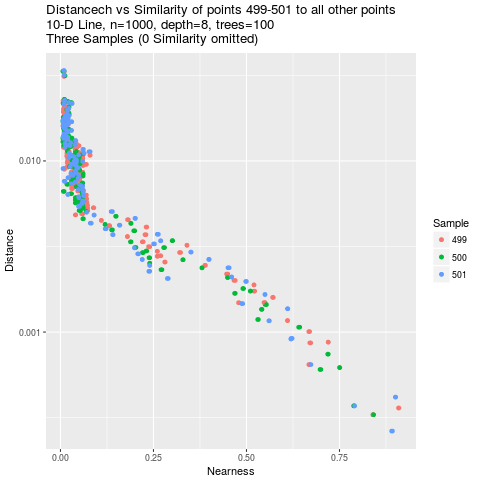 Distancech vs Similarity of points 499-501 to all other points
10-D Line, n=1000, depth=8, trees=100
Three Samples (0 Similarity omitted)
0.010
0.001
Distance
0.00
0.25
0.50
0.75
Nearness
Sample
499
500
501